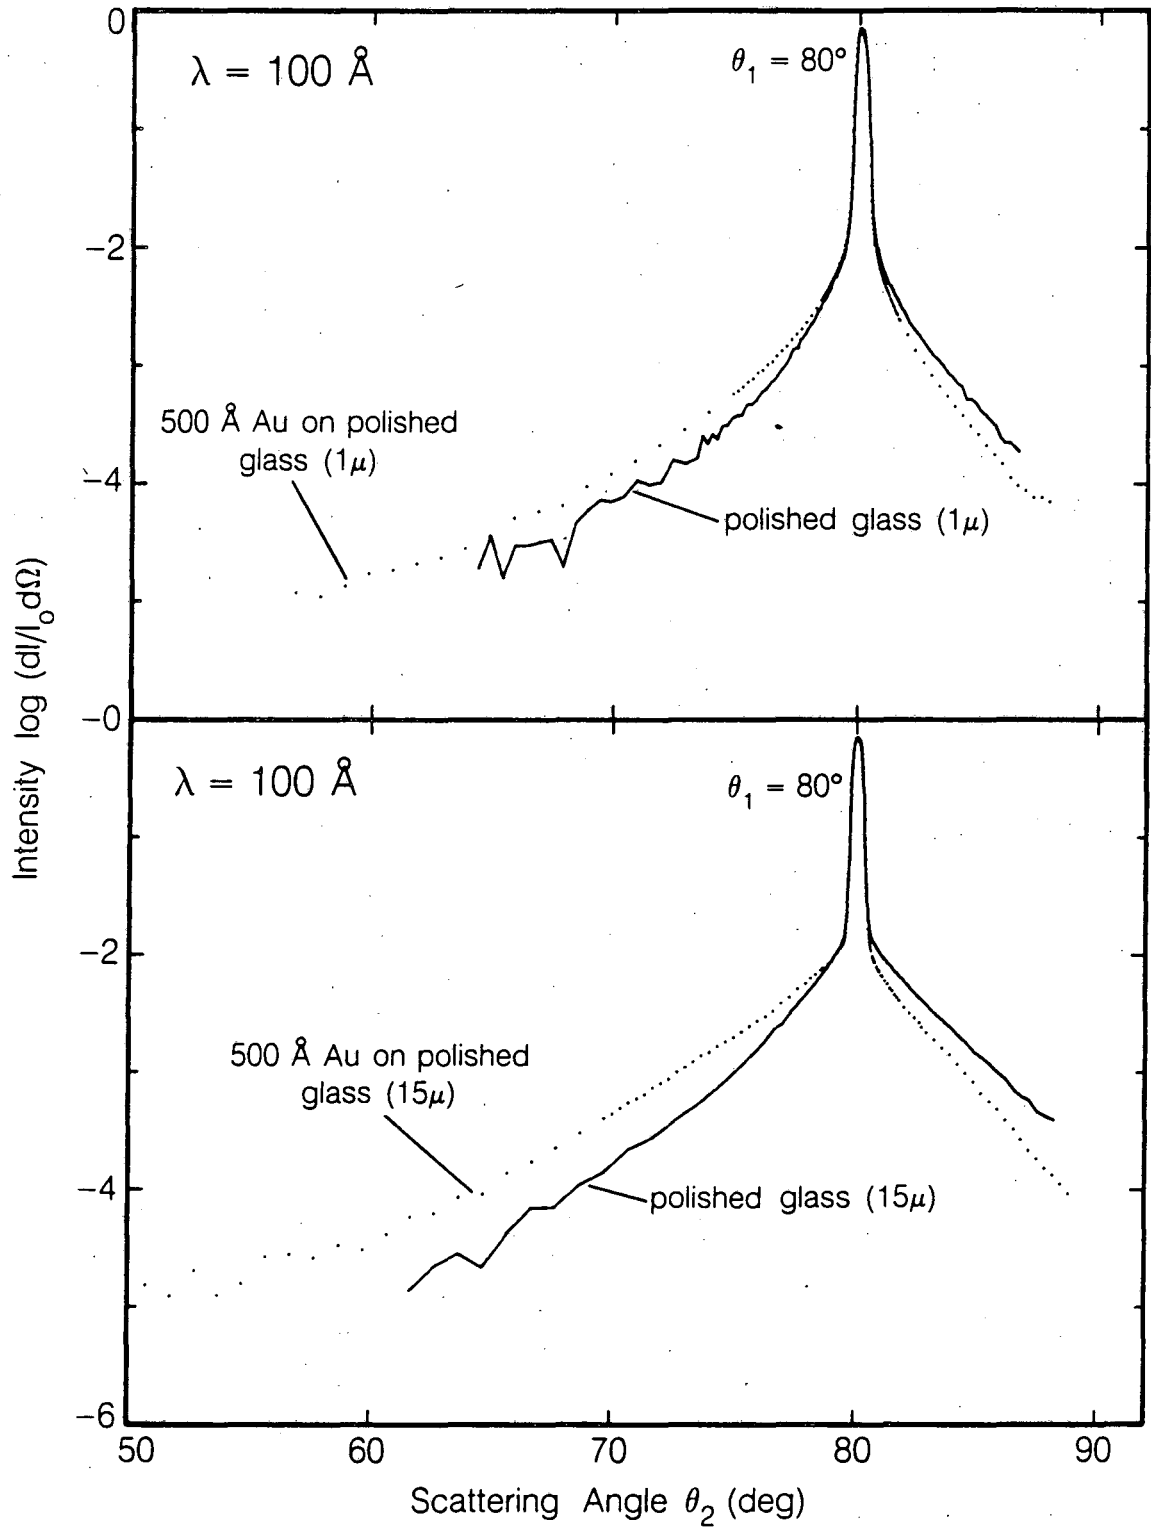 0
λ = 100 Å
θ₁ = 80°
−2
500 Å Au on polished
glass (1μ)
−4
polished glass (1μ)
Intensity log (dI/I₀dΩ)
−0
λ = 100 Å
θ₁ = 80°
−2
500 Å Au on polished
glass (15μ)
−4
polished glass (15μ)
−6
50 60 70 80 90
Scattering Angle θ₂ (deg)